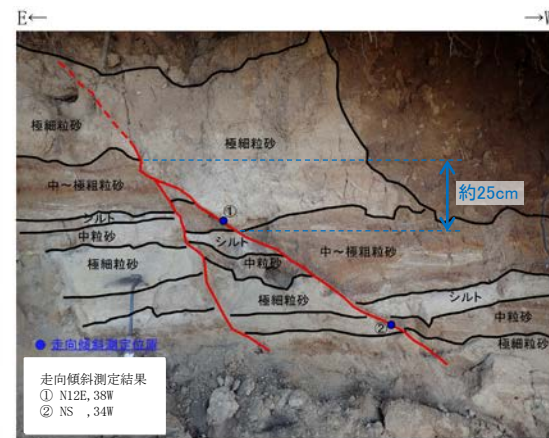 E←
→W
極細粒砂
極細粒砂
中～極粗粒砂
約25cm
①
シルト
中粒砂
シルト
中～極粗粒砂
極細粒砂
中粒砂
シルト
極細粒砂
中粒砂
②
極細粒砂
● 走向傾斜測定位置
走向傾斜測定結果
① N12E,38W
② NS ,34W